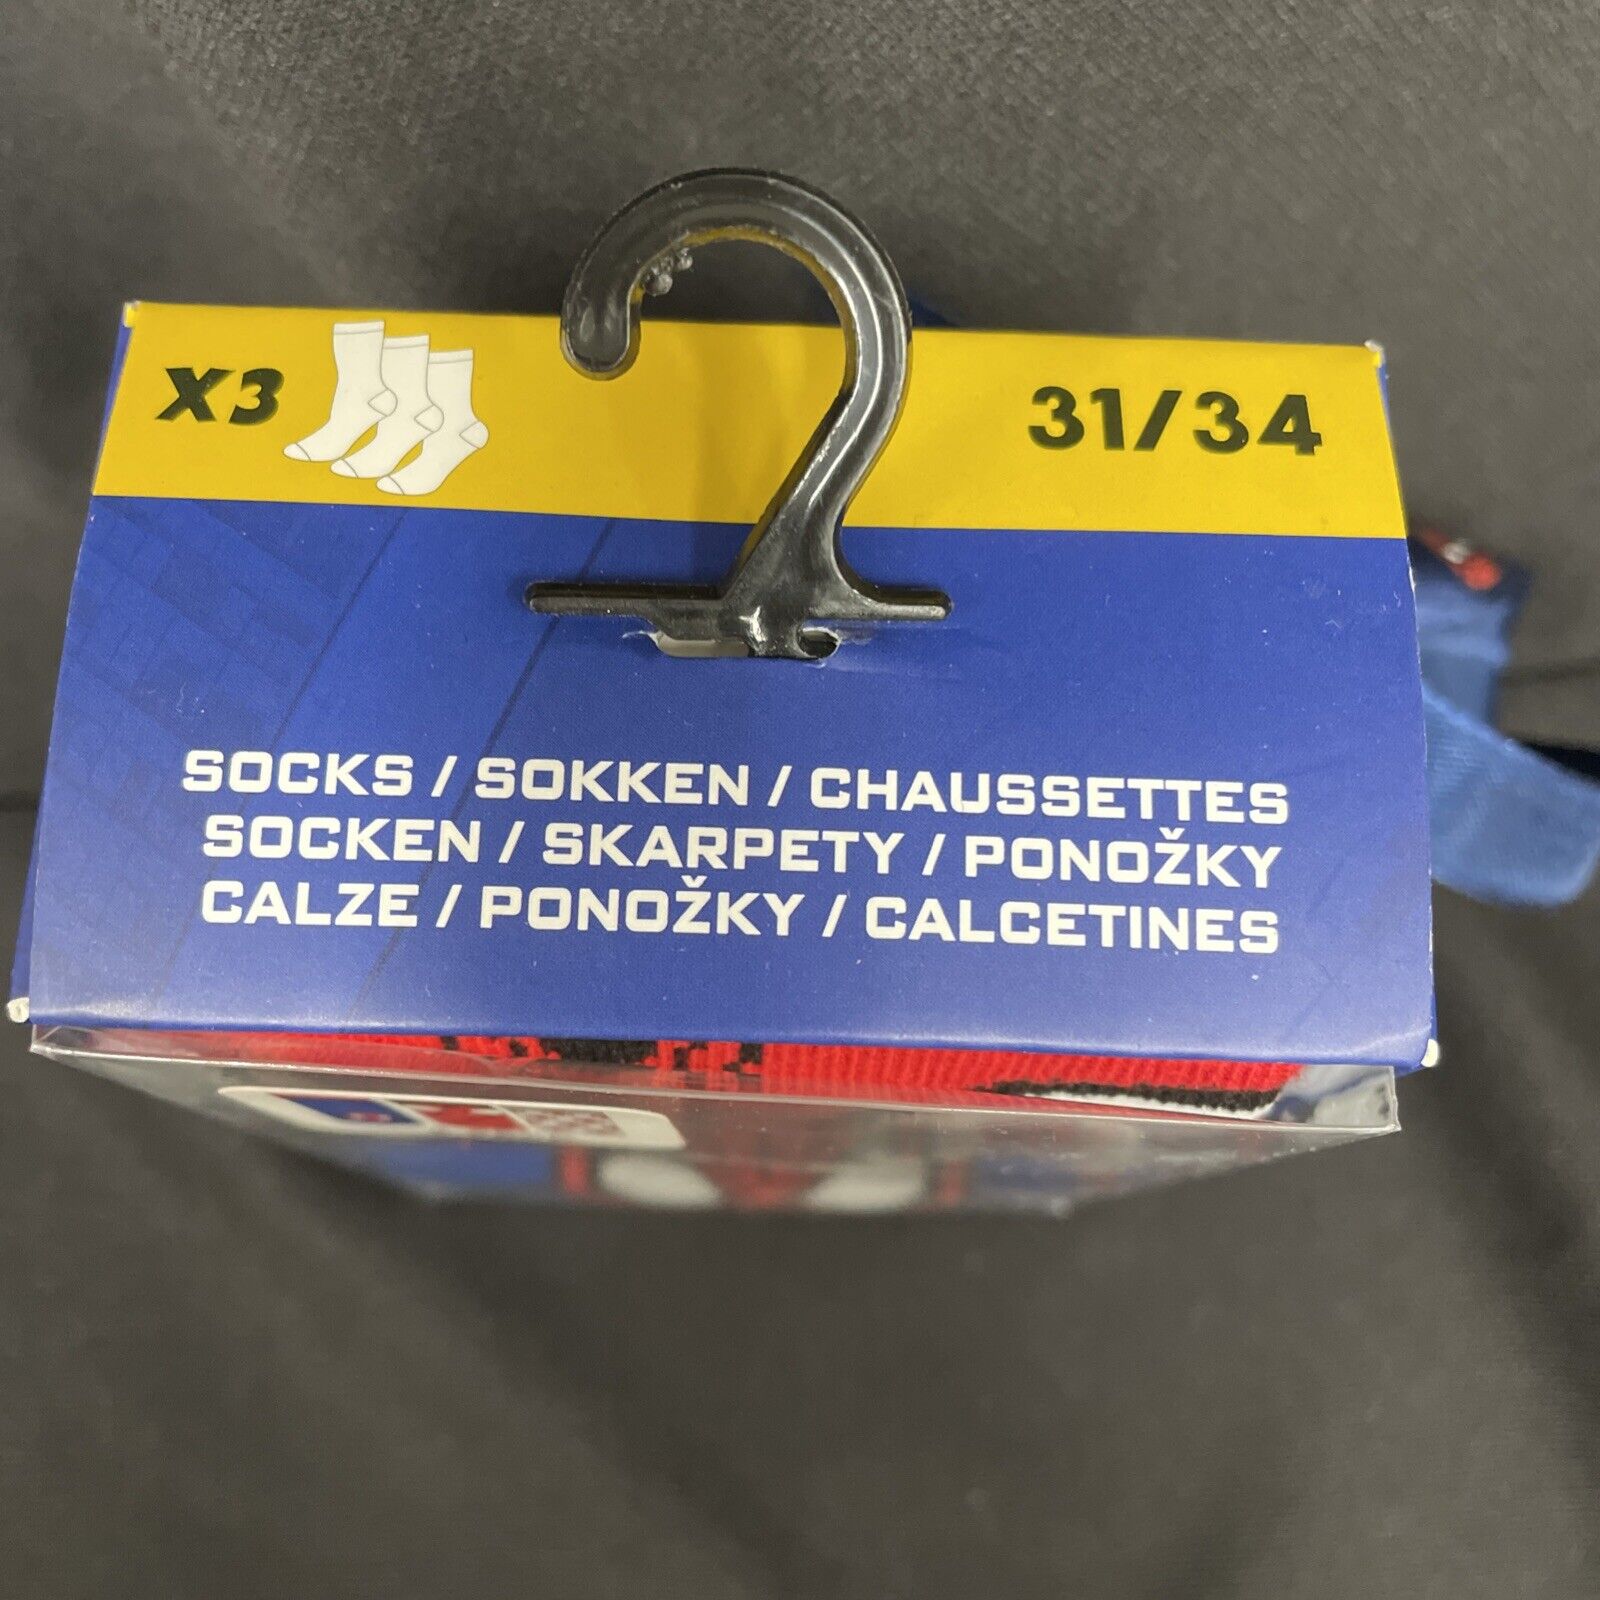 X3
31/34
SOCKS / SOKKEN / CHAUSSETTES
SOCKEN / SKARPETY / PONOŽKY
CALZE / PONOŽKY / CALCETINES